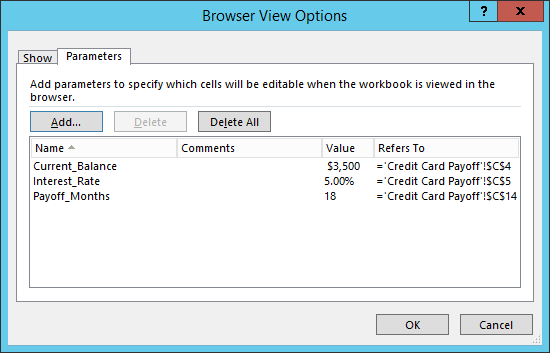 Browser View Options
? x
Show Parameters
Add parameters to specify which cells will be editable when the workbook is viewed in the
browser.
Add... Delete Delete All
Name Comments Value Refers To
Current_Balance $3,500 ='Credit Card Payoff'!$C$4
Interest_Rate 5.00% ='Credit Card Payoff'!$C$5
Payoff_Months 18 ='Credit Card Payoff'!$C$14
OK Cancel